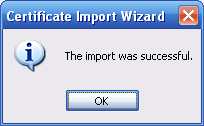 Certificate Import Wizard
The import was successful.
OK